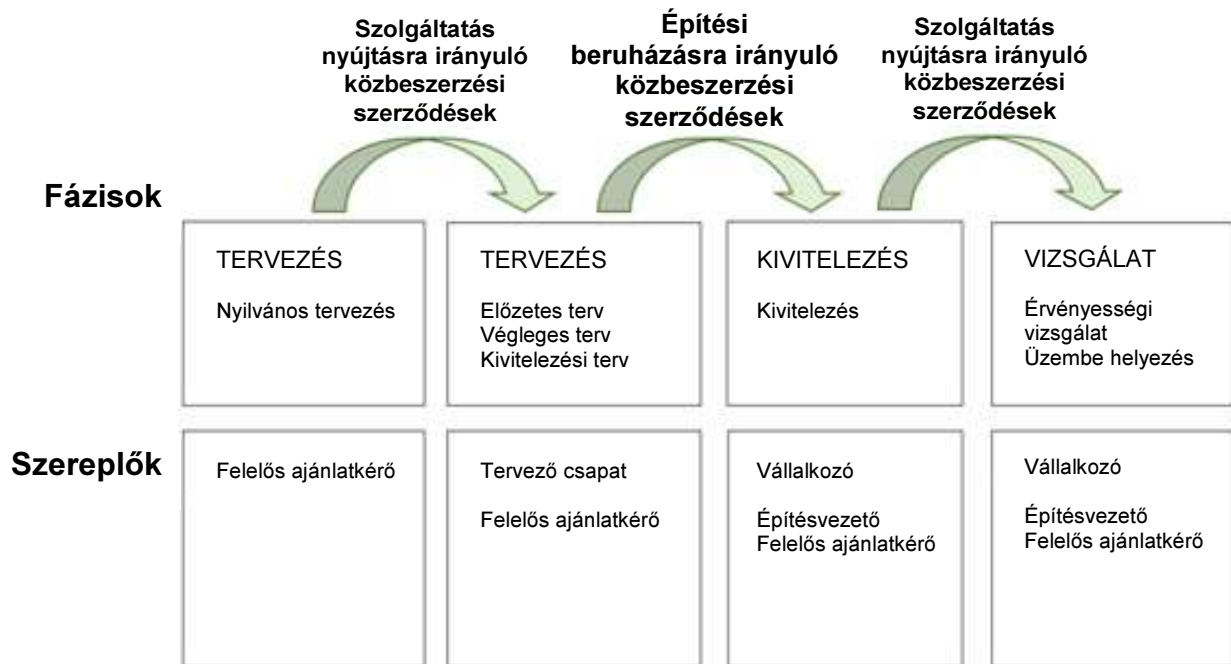 Szolgáltatás
nyújtásra irányuló
közbeszerzési
szerződések
Építési
beruházásra irányuló
közbeszerzési
szerződések
Szolgáltatás
nyújtásra irányuló
közbeszerzési
szerződések
Fázisok
TERVEZÉS
Nyilvános tervezés
TERVEZÉS
Előzetes terv
Végleges terv
Kivitelezési terv
KIVITELEZÉS
Kivitelezés
VIZSGÁLAT
Érvényességi
vizsgálat
Üzembe helyezés
Szereplők
Felelős ajánlatkérő
Tervező csapat
Felelős ajánlatkérő
Vállalkozó
Építésvezető
Felelős ajánlatkérő
Vállalkozó
Építésvezető
Felelős ajánlatkérő